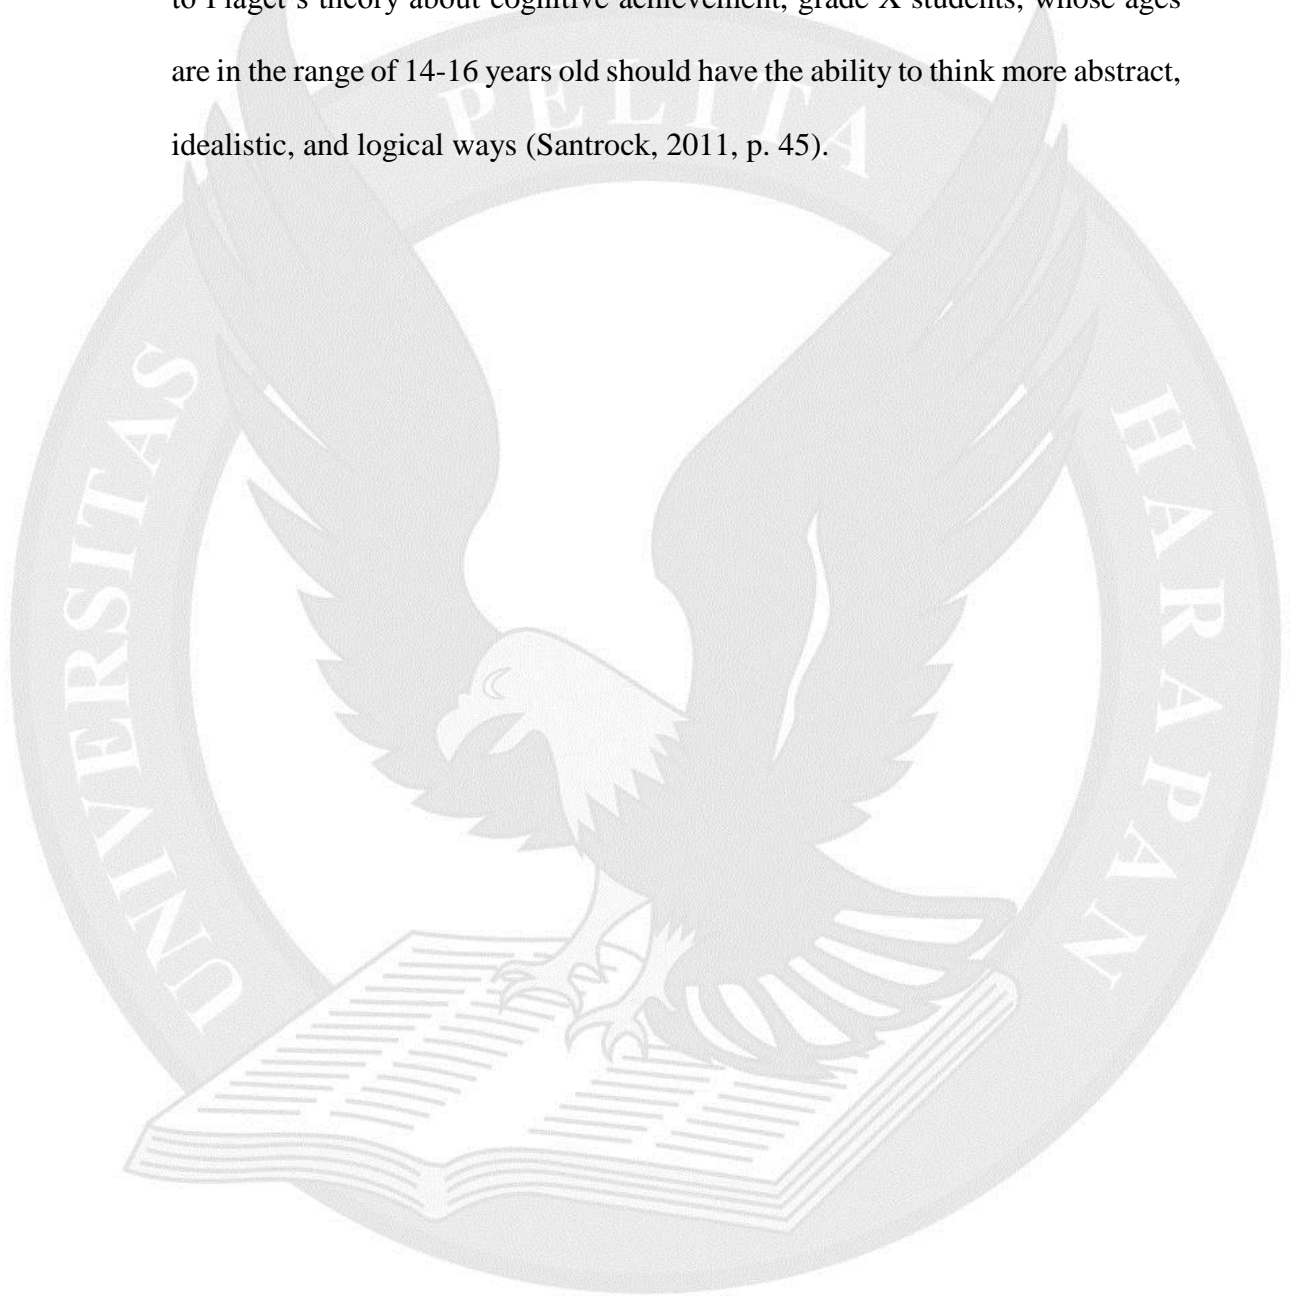 to Piaget's theory about cognitive achievement, grade X students, whose ages
are in the range of 14-16 years old should have the ability to think more abstract,
idealistic, and logical ways (Santrock, 2011, p. 45).
UNIVERSITAS PELITA HARAPAN